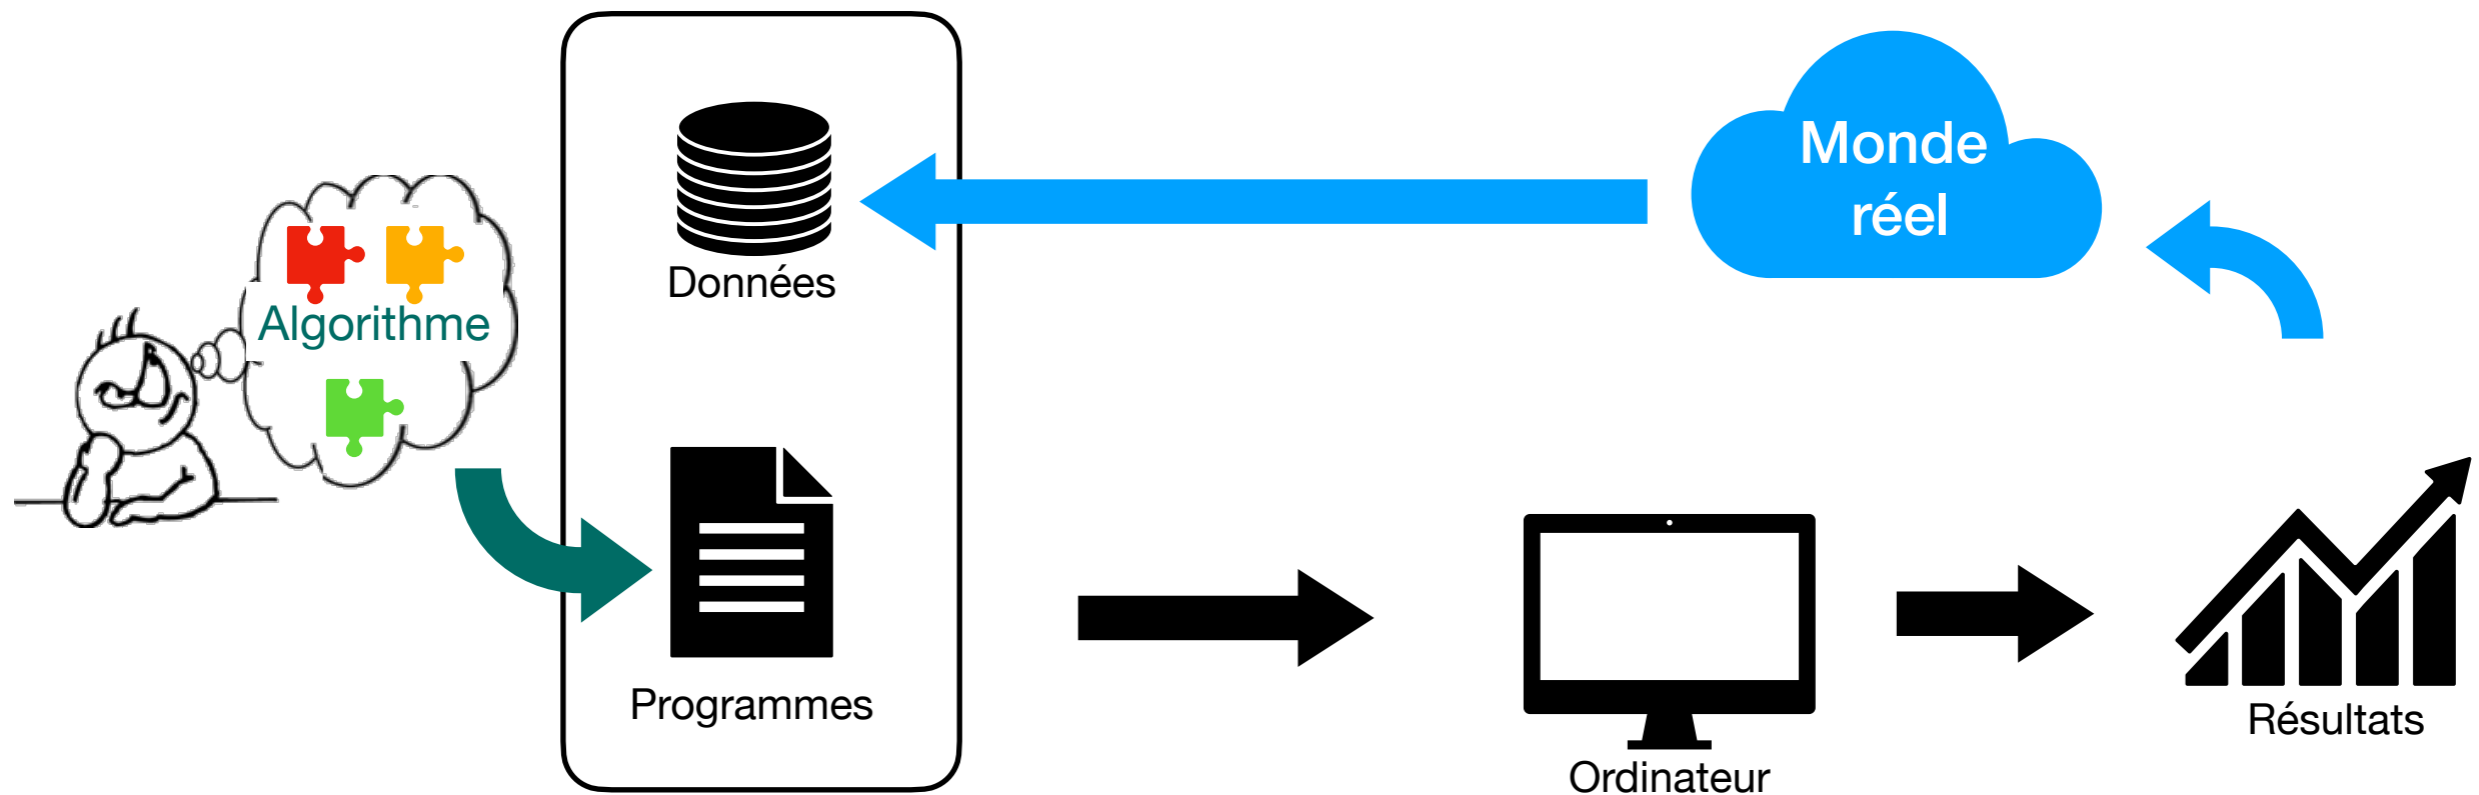 Monde
réel
Données
Algorithme
Programmes
Résultats
Ordinateur